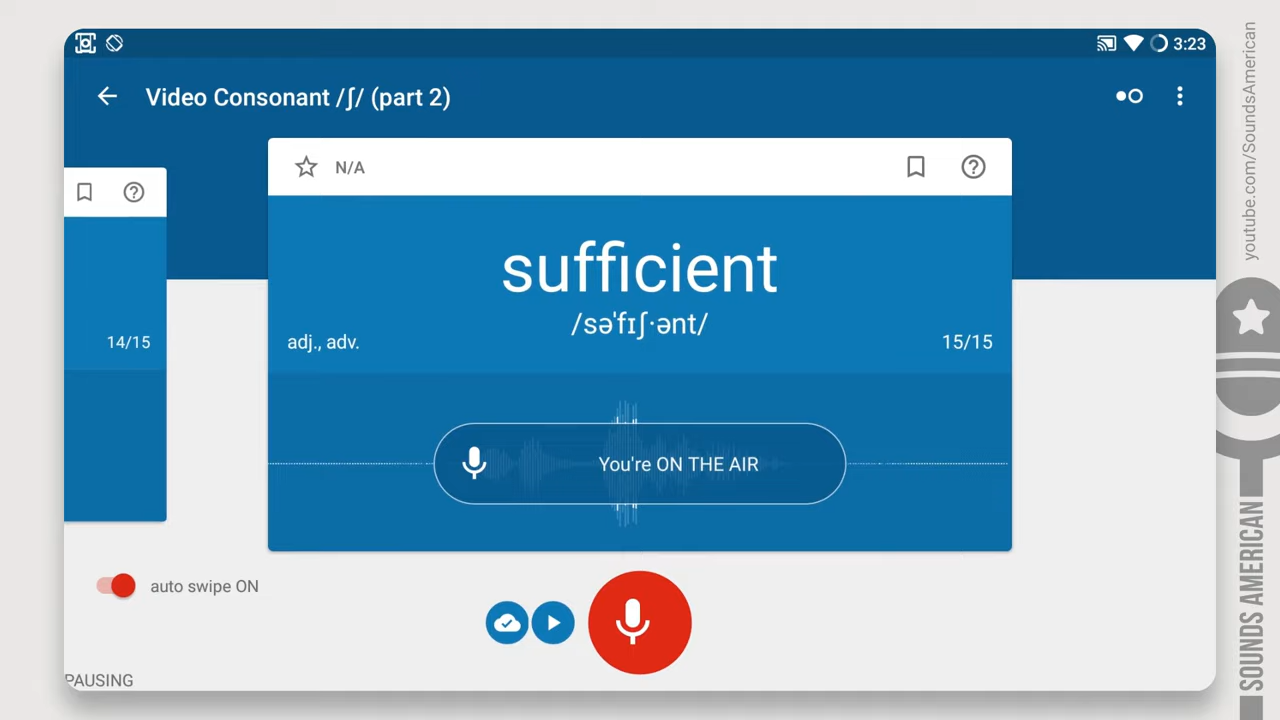 3:23
Video Consonant /ʃ/ (part 2)
N/A
sufficient
/səˈfɪʃ·ənt/
adj., adv.
15/15
14/15
You're ON THE AIR
auto swipe ON
PAUSING
youtube.com/SoundsAmerican
SOUNDS AMERICAN